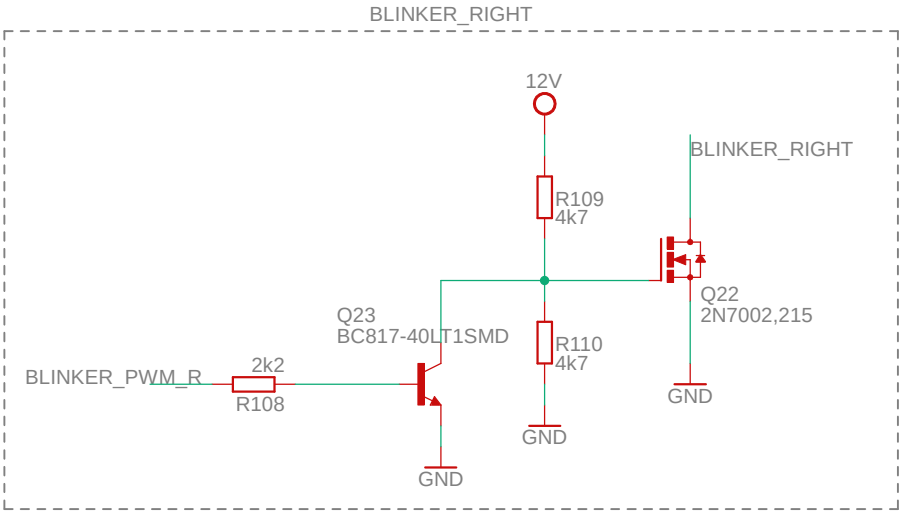 BLINKER_RIGHT
12V
BLINKER_RIGHT
R109
4k7
Q22
2N7002,215
Q23
BC817-40LT1SMD
R110
4k7
2k2
BLINKER_PWM_R
R108
GND
GND
GND